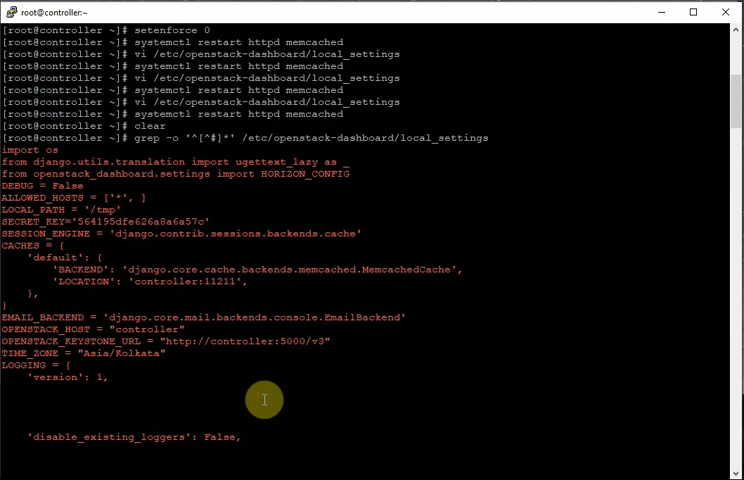 root@controller:~
[root@controller ~]# setenforce 0
[root@controller ~]# systemctl restart httpd memcached
[root@controller ~]# vi /etc/openstack-dashboard/local_settings
[root@controller ~]# systemctl restart httpd memcached
[root@controller ~]# vi /etc/openstack-dashboard/local_settings
[root@controller ~]# systemctl restart httpd memcached
[root@controller ~]# vi /etc/openstack-dashboard/local_settings
[root@controller ~]# systemctl restart httpd memcached
[root@controller ~]# clear
[root@controller ~]# grep -o '^[^#]*' /etc/openstack-dashboard/local_settings
import os
from django.utils.translation import ugettext_lazy as _
from openstack_dashboard.settings import HORIZON_CONFIG
DEBUG = False
ALLOWED_HOSTS = ['*', ]
LOCAL_PATH = '/tmp'
SECRET_KEY='564195dfe626a8a6a57c'
SESSION_ENGINE = 'django.contrib.sessions.backends.cache'
CACHES = {
    'default': {
        'BACKEND': 'django.core.cache.backends.memcached.MemcachedCache',
        'LOCATION': 'controller:11211',
    },
}
EMAIL_BACKEND = 'django.core.mail.backends.console.EmailBackend'
OPENSTACK_HOST = "controller"
OPENSTACK_KEYSTONE_URL = "http://controller:5000/v3"
TIME_ZONE = "Asia/Kolkata"
LOGGING = {
    'version': 1,
    'disable_existing_loggers': False,